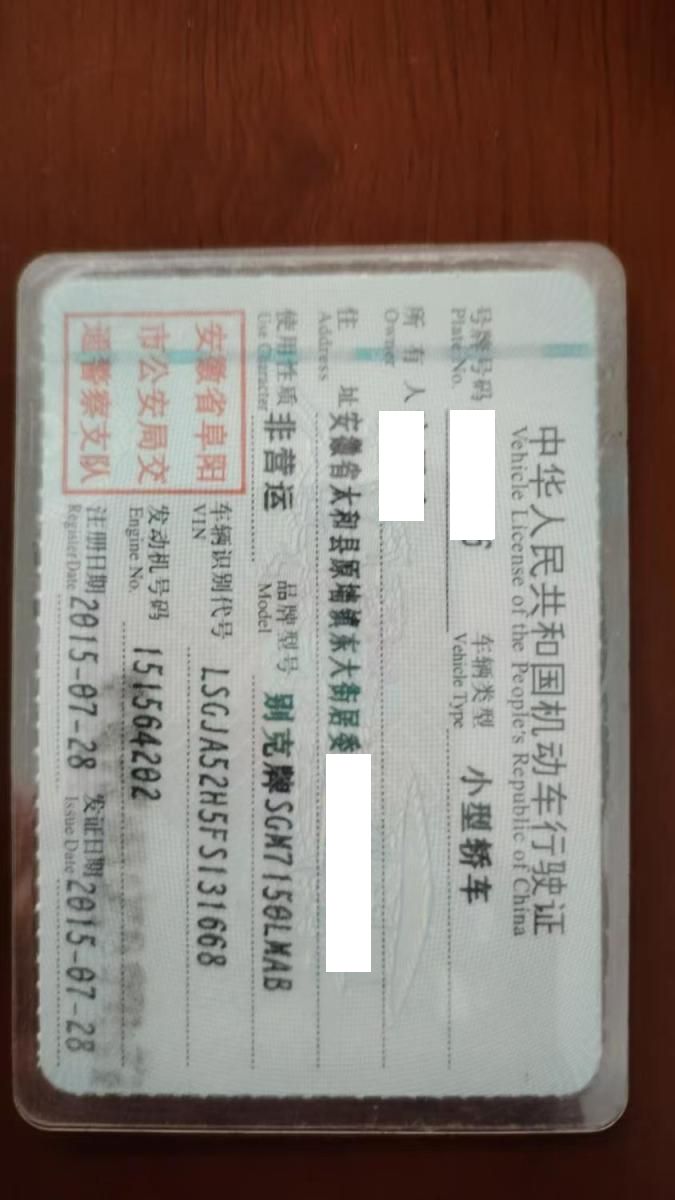 中华人民共和国机动车行驶证
Vehicle License of the People's Republic of China
号牌号码
Plate No.
车辆类型 小型轿车
Vehicle Type
所有人
Owner
住址 安徽省太和县原墙镇东大街居委
Address
使用性质 非营运
Use Character
品牌型号 别克牌SGM7150LMAB
Model
安徽省阜阳
市公安局交
通警察支队
车辆识别代号 LSGJA52H5FS131668
VIN
发动机号码 151564202
Engine No.
注册日期 2015-07-28
Register Date
发证日期 2015-07-28
Issue Date